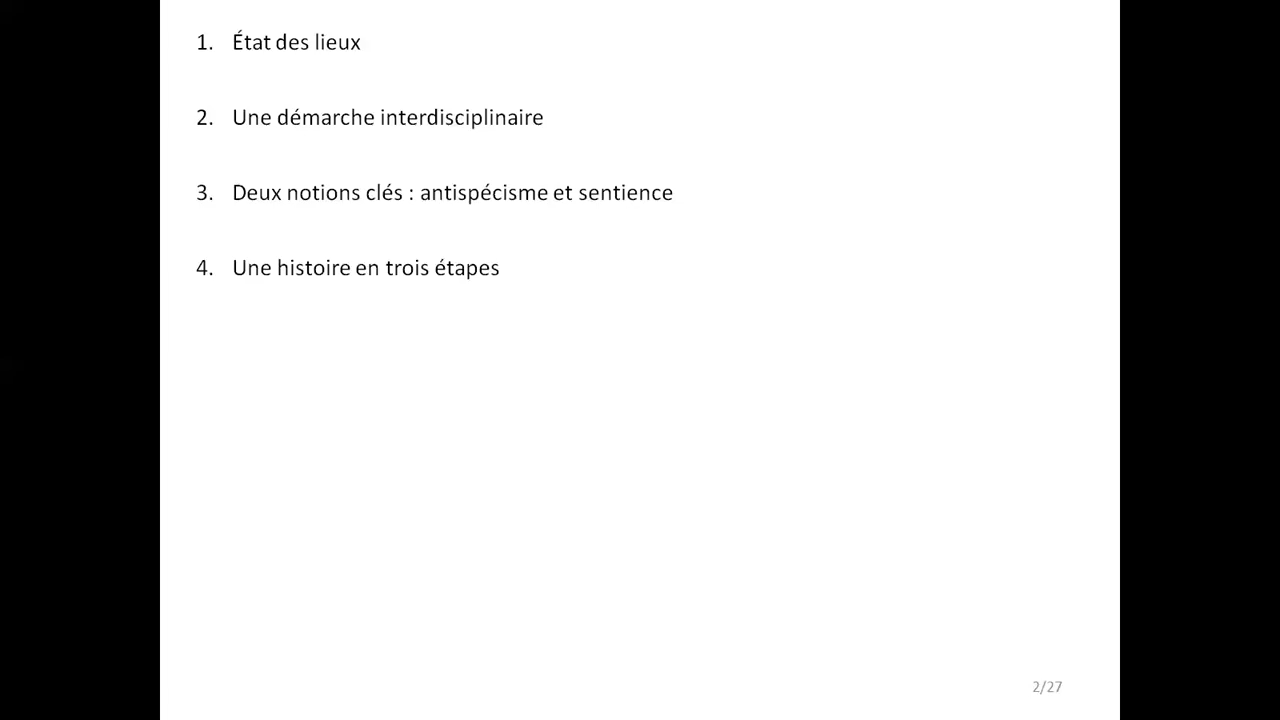 1. État des lieux
2. Une démarche interdisciplinaire
3. Deux notions clés : antispécisme et sentience
4. Une histoire en trois étapes
2/27